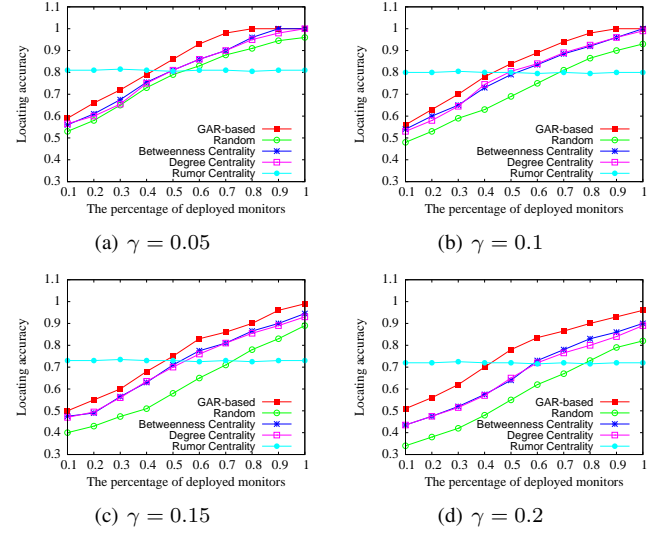 1.1
1
0.9
0.8
0.7
0.6
0.5
0.4
0.3
Locating accuracy
GAR-based
Random
Betweenness Centrality
Degree Centrality
Rumor Centrality
0.1 0.2 0.3 0.4 0.5 0.6 0.7 0.8 0.9 1
The percentage of deployed monitors
(a) γ = 0.05
1.1
1
0.9
0.8
0.7
0.6
0.5
0.4
0.3
Locating accuracy
GAR-based
Random
Betweenness Centrality
Degree Centrality
Rumor Centrality
0.1 0.2 0.3 0.4 0.5 0.6 0.7 0.8 0.9 1
The percentage of deployed monitors
(b) γ = 0.1
1.1
1
0.9
0.8
0.7
0.6
0.5
0.4
0.3
Locating accuracy
GAR-based
Random
Betweenness Centrality
Degree Centrality
Rumor Centrality
0.1 0.2 0.3 0.4 0.5 0.6 0.7 0.8 0.9 1
The percentage of deployed monitors
(c) γ = 0.15
1.1
1
0.9
0.8
0.7
0.6
0.5
0.4
0.3
Locating accuracy
GAR-based
Random
Betweenness Centrality
Degree Centrality
Rumor Centrality
0.1 0.2 0.3 0.4 0.5 0.6 0.7 0.8 0.9 1
The percentage of deployed monitors
(d) γ = 0.2